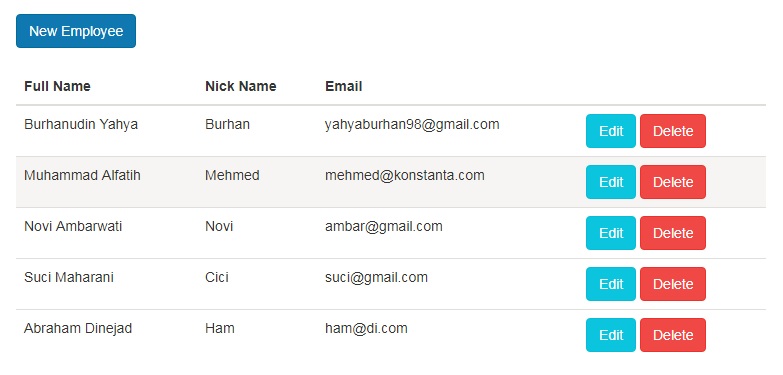 New Employee
Full Name Nick Name Email
Burhanudin Yahya Burhan yahyaburhan98@gmail.com Edit Delete
Muhammad Alfatih Mehmed mehmed@konstanta.com Edit Delete
Novi Ambarwati Novi ambar@gmail.com Edit Delete
Suci Maharani Cici suci@gmail.com Edit Delete
Abraham Dinejad Ham ham@di.com Edit Delete